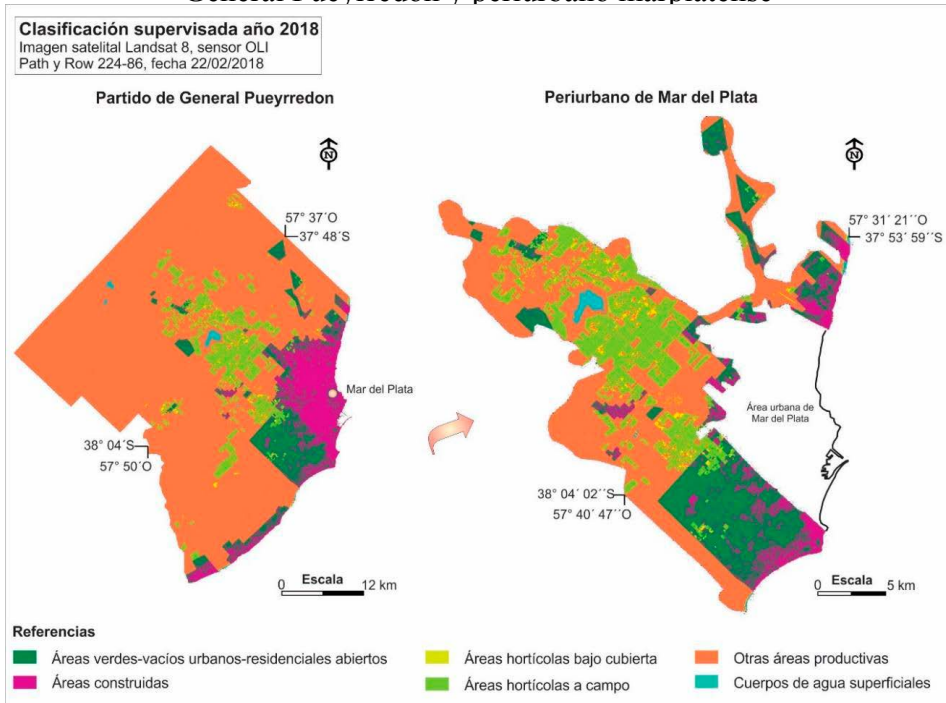 General Pueyrredon y periurbano marplatense
Clasificación supervisada año 2018
Imagen satelital Landsat 8, sensor OLI
Path y Row 224-86, fecha 22/02/2018
Partido de General Pueyrredon
N
57° 37´O
37° 48´S
Mar del Plata
38° 04´S
57° 50´O
0 Escala 12 km
Periurbano de Mar del Plata
N
57° 31´ 21´´O
37° 53´ 59´´S
Área urbana de
Mar del Plata
38° 04´ 02´´S
57° 40´ 47´´O
0 Escala 5 km
Referencias
Áreas verdes-vacíos urbanos-residenciales abiertos
Áreas construidas
Áreas hortícolas bajo cubierta
Áreas hortícolas a campo
Otras áreas productivas
Cuerpos de agua superficiales